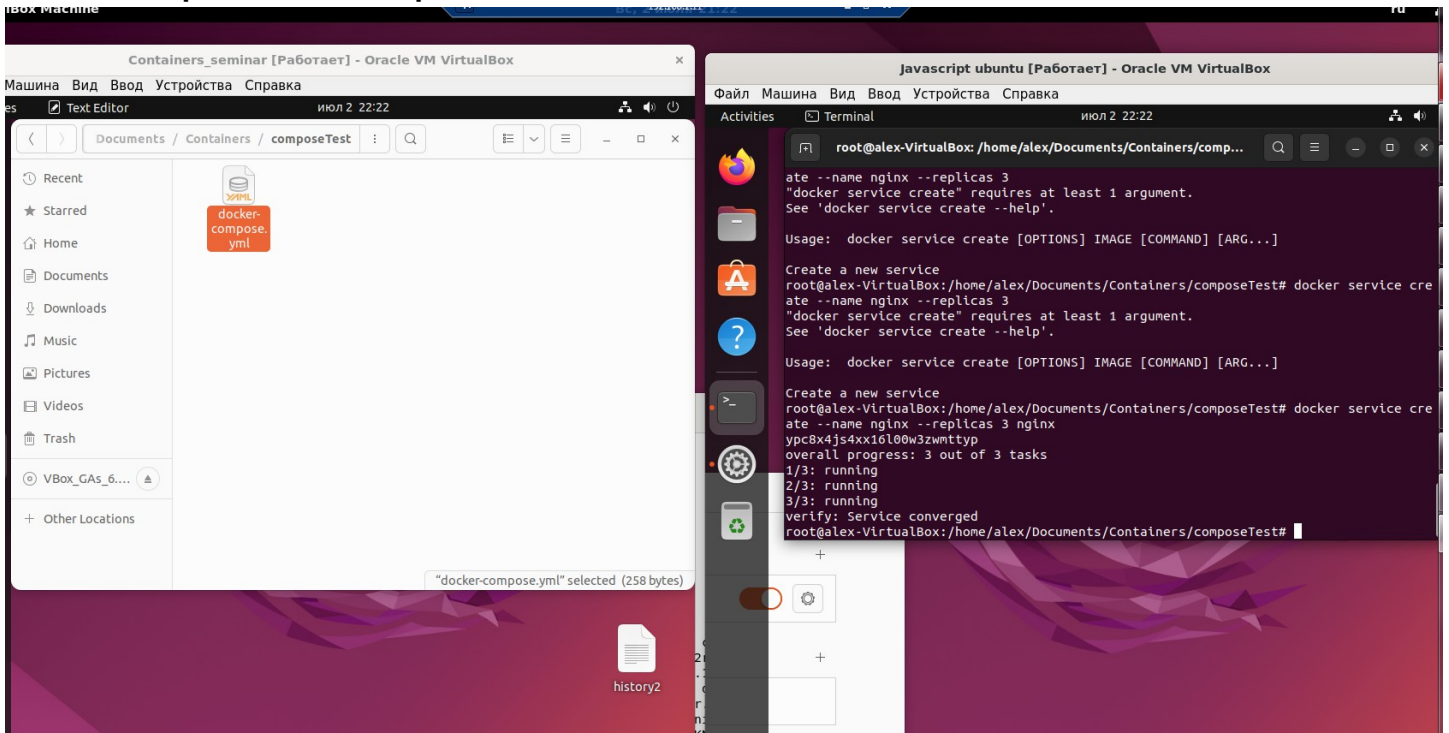 iBox Machine
ru
Containers_seminar [Работает] - Oracle VM VirtualBox
Машина Вид Ввод Устройства Справка
es Text Editor июл 2 22:22
Documents / Containers / composeTest
Recent
Starred
Home
Documents
Downloads
Music
Pictures
Videos
Trash
VBox_GAs_6....
+ Other Locations
YAML
docker-
compose.
yml
"docker-compose.yml" selected (258 bytes)
history2
Javascript ubuntu [Работает] - Oracle VM VirtualBox
Файл Машина Вид Ввод Устройства Справка
Activities Terminal июл 2 22:22
root@alex-VirtualBox: /home/alex/Documents/Containers/comp...
ate --name nginx --replicas 3
"docker service create" requires at least 1 argument.
See 'docker service create --help'.
Usage:  docker service create [OPTIONS] IMAGE [COMMAND] [ARG...]
Create a new service
root@alex-VirtualBox:/home/alex/Documents/Containers/composeTest# docker service cre
ate --name nginx --replicas 3
"docker service create" requires at least 1 argument.
See 'docker service create --help'.
Usage:  docker service create [OPTIONS] IMAGE [COMMAND] [ARG...]
Create a new service
root@alex-VirtualBox:/home/alex/Documents/Containers/composeTest# docker service cre
ate --name nginx --replicas 3 nginx
ypc8x4js4xx16l00w3zwmttyp
overall progress: 3 out of 3 tasks
1/3: running
2/3: running
3/3: running
verify: Service converged
root@alex-VirtualBox:/home/alex/Documents/Containers/composeTest#